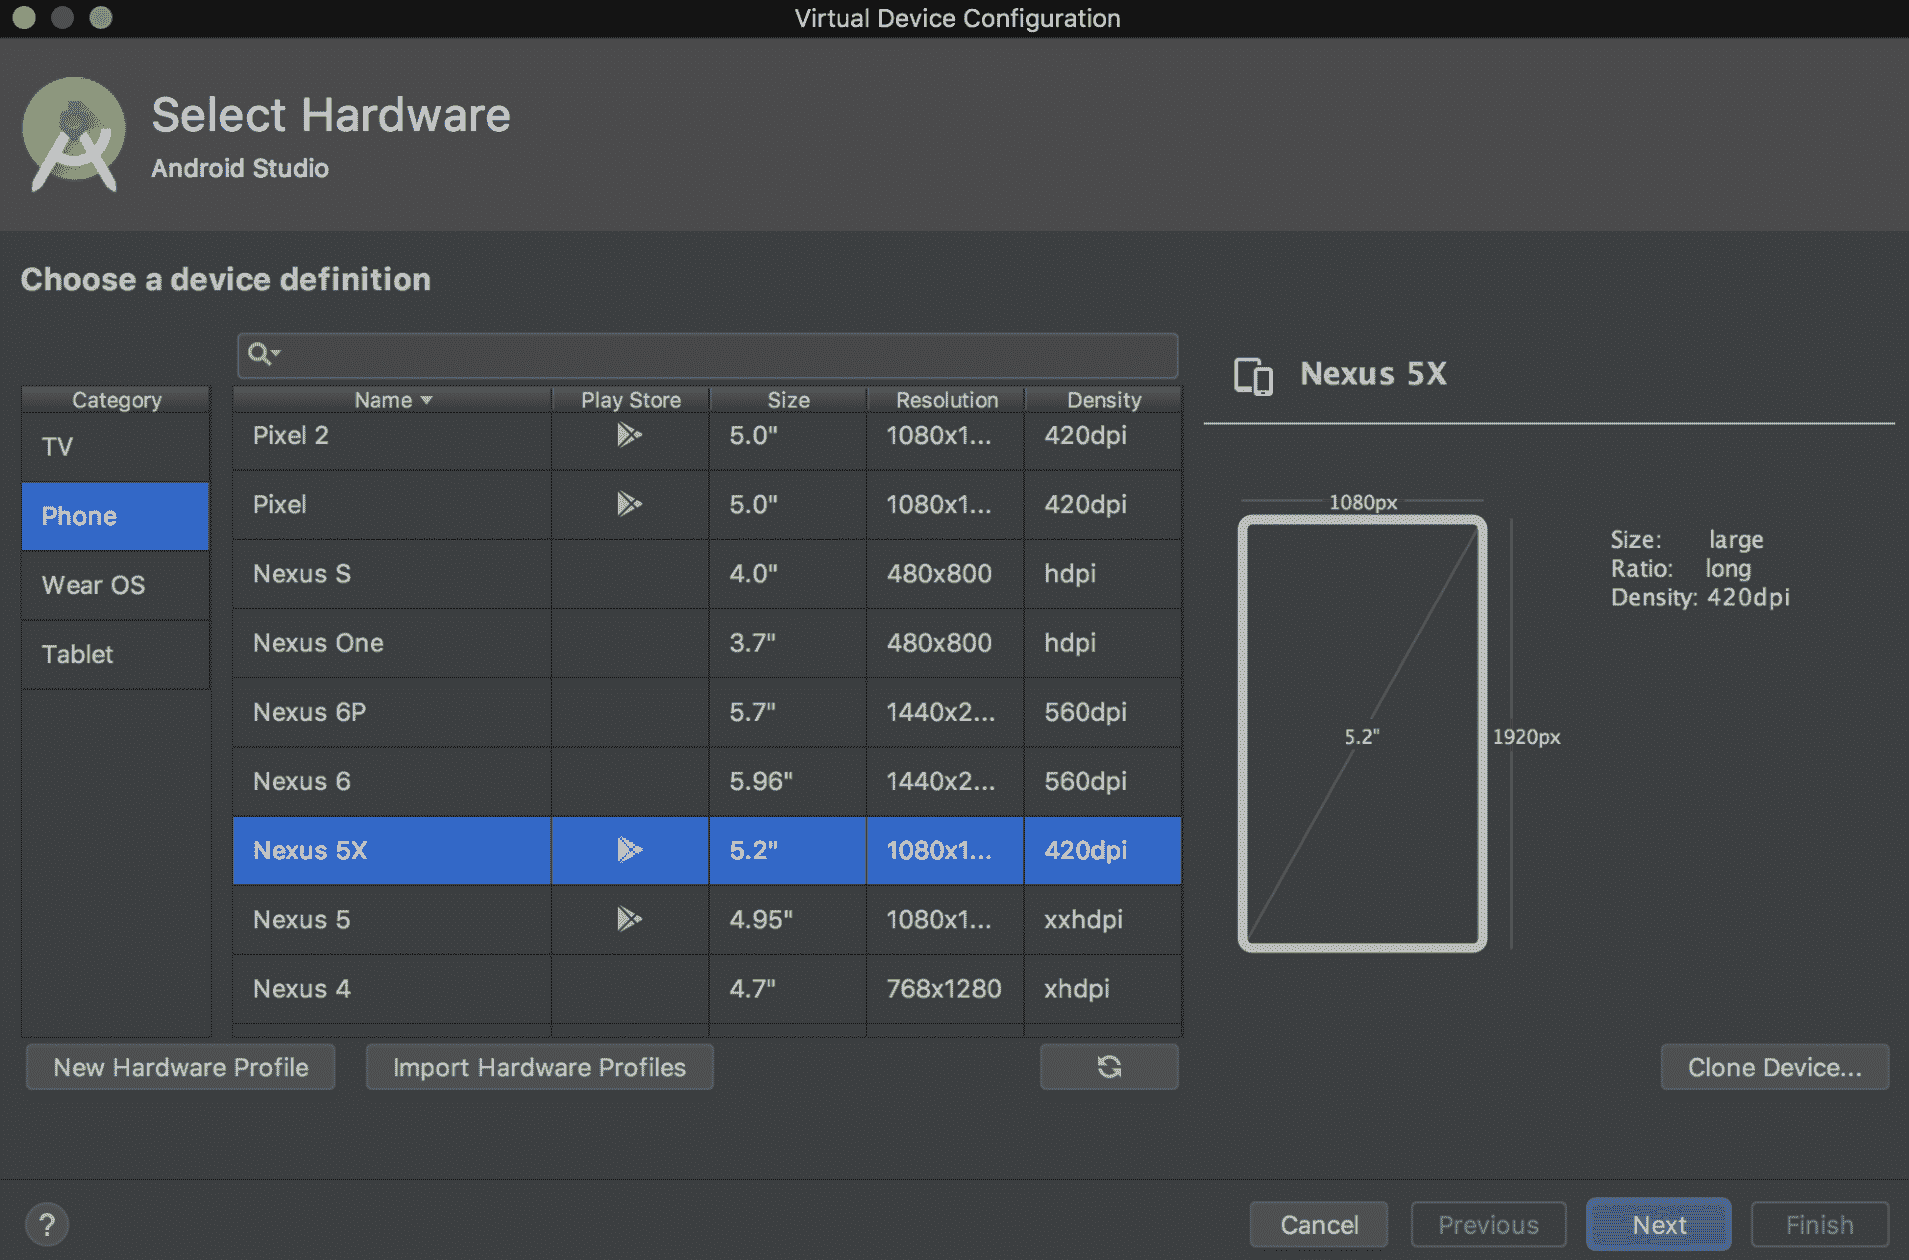 Virtual Device Configuration
Select Hardware
Android Studio
Choose a device definition
Category
TV
Phone
Wear OS
Tablet
Name Play Store Size Resolution Density
Pixel 2 5.0" 1080x1... 420dpi
Pixel 5.0" 1080x1... 420dpi
Nexus S 4.0" 480x800 hdpi
Nexus One 3.7" 480x800 hdpi
Nexus 6P 5.7" 1440x2... 560dpi
Nexus 6 5.96" 1440x2... 560dpi
Nexus 5X 5.2" 1080x1... 420dpi
Nexus 5 4.95" 1080x1... xxhdpi
Nexus 4 4.7" 768x1280 xhdpi
Nexus 5X
1080px
5.2"
1920px
Size: large
Ratio: long
Density: 420dpi
New Hardware Profile Import Hardware Profiles Clone Device...
? Cancel Previous Next Finish